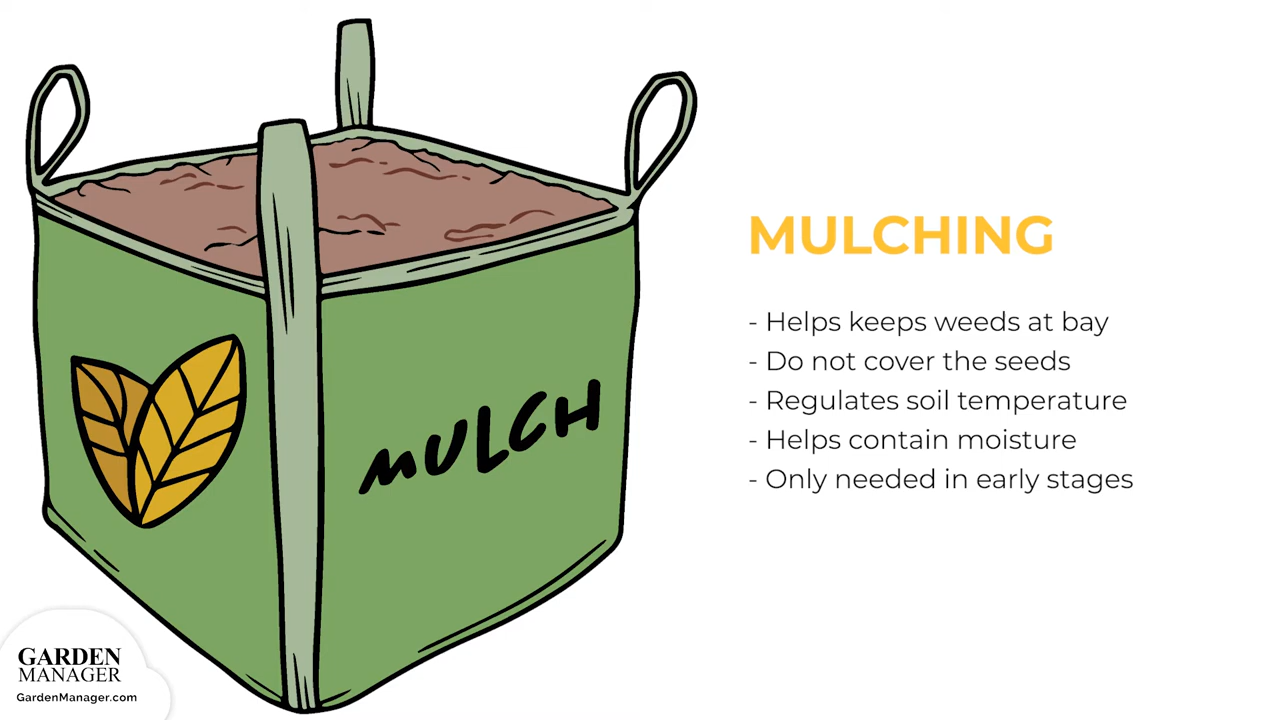 MULCHING
- Helps keeps weeds at bay
- Do not cover the seeds
- Regulates soil temperature
- Helps contain moisture
- Only needed in early stages
MULCH
GARDEN
MANAGER
GardenManager.com